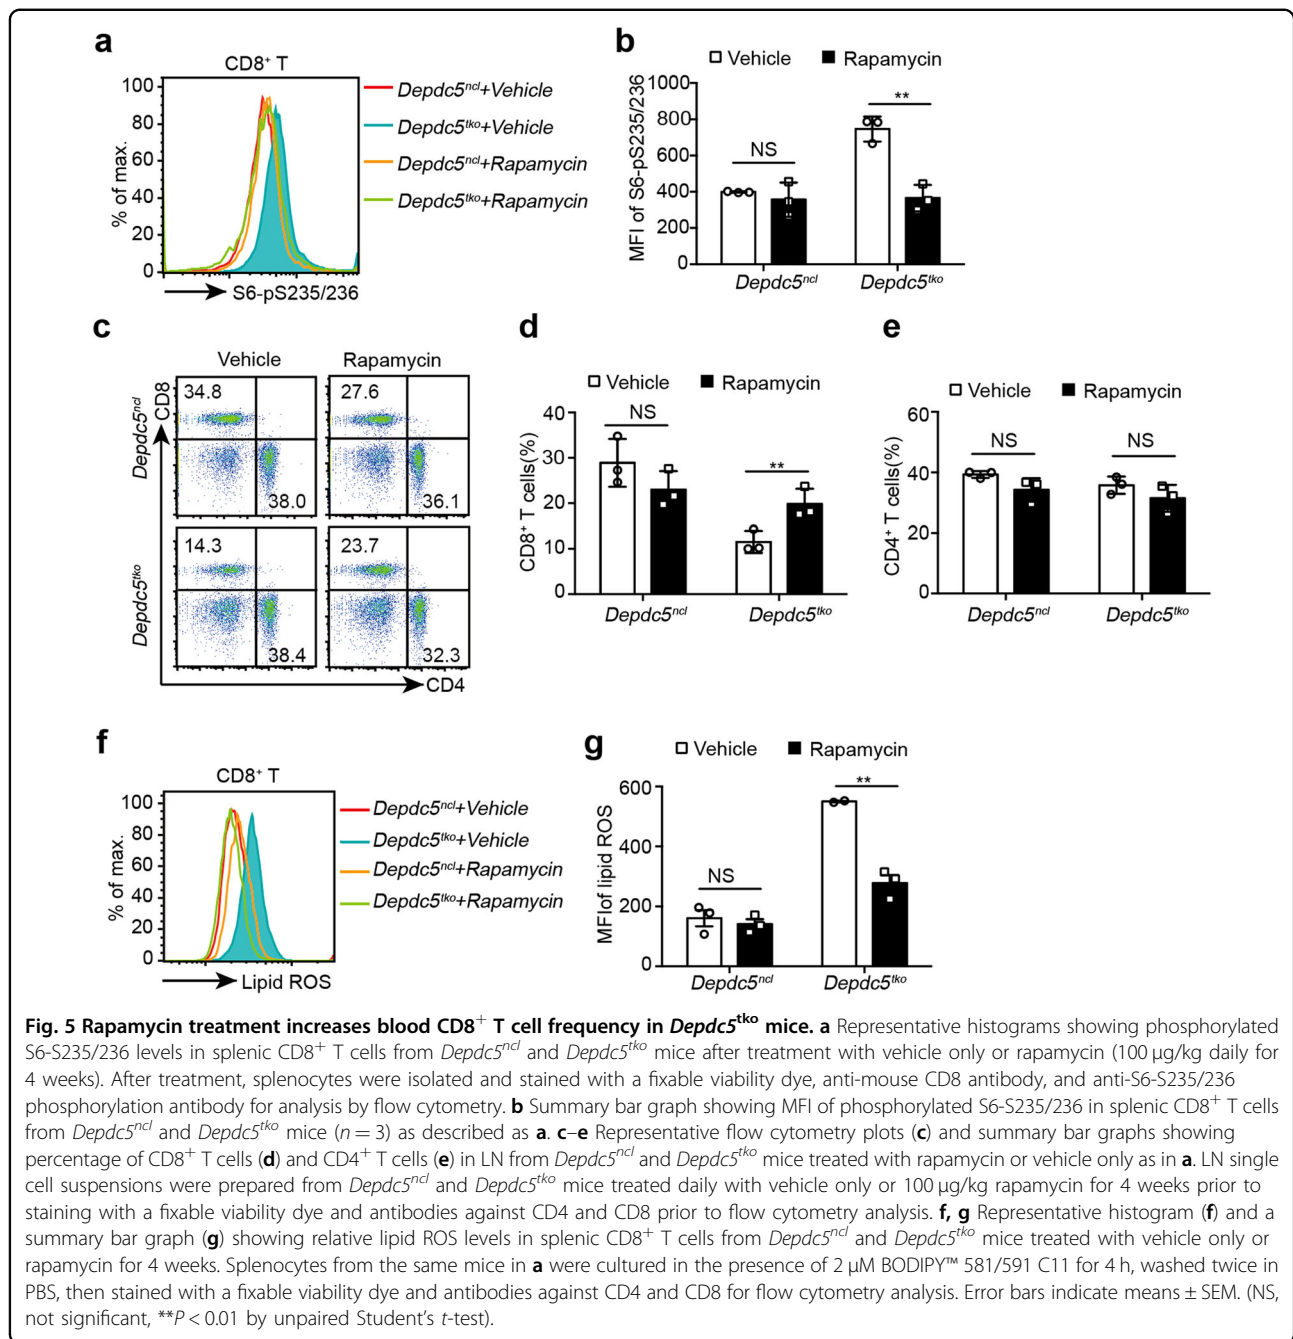 a
CD8⁺ T
100
80
60
40
20
0
% of max.
S6-pS235/236
Depdc5ⁿᶜˡ+Vehicle
Depdc5ᵗᵏᵒ+Vehicle
Depdc5ⁿᶜˡ+Rapamycin
Depdc5ᵗᵏᵒ+Rapamycin
b
Vehicle Rapamycin
1000
800
600
400
200
0
MFI of S6-pS235/236
NS
**
Depdc5ⁿᶜˡ Depdc5ᵗᵏᵒ
c
Vehicle Rapamycin
CD8
Depdc5ⁿᶜˡ
34.8 27.6
38.0 36.1
Depdc5ᵗᵏᵒ
14.3 23.7
38.4 32.3
CD4
d
Vehicle Rapamycin
40
30
20
10
0
CD8⁺ T cells(%)
NS
**
Depdc5ⁿᶜˡ Depdc5ᵗᵏᵒ
e
Vehicle Rapamycin
60
40
20
0
CD4⁺ T cells(%)
NS NS
Depdc5ⁿᶜˡ Depdc5ᵗᵏᵒ
f
CD8⁺ T
100
80
60
40
20
0
% of max.
Lipid ROS
Depdc5ⁿᶜˡ+Vehicle
Depdc5ᵗᵏᵒ+Vehicle
Depdc5ⁿᶜˡ+Rapamycin
Depdc5ᵗᵏᵒ+Rapamycin
g
Vehicle Rapamycin
600
400
200
0
MFIof lipid ROS
NS
**
Depdc5ⁿᶜˡ Depdc5ᵗᵏᵒ
Fig. 5 Rapamycin treatment increases blood CD8⁺ T cell frequency in Depdc5ᵗᵏᵒ mice. a Representative histograms showing phosphorylated
S6-S235/236 levels in splenic CD8⁺ T cells from Depdc5ⁿᶜˡ and Depdc5ᵗᵏᵒ mice after treatment with vehicle only or rapamycin (100 µg/kg daily for
4 weeks). After treatment, splenocytes were isolated and stained with a fixable viability dye, anti-mouse CD8 antibody, and anti-S6-S235/236
phosphorylation antibody for analysis by flow cytometry. b Summary bar graph showing MFI of phosphorylated S6-S235/236 in splenic CD8⁺ T cells
from Depdc5ⁿᶜˡ and Depdc5ᵗᵏᵒ mice (n = 3) as described as a. c–e Representative flow cytometry plots (c) and summary bar graphs showing
percentage of CD8⁺ T cells (d) and CD4⁺ T cells (e) in LN from Depdc5ⁿᶜˡ and Depdc5ᵗᵏᵒ mice treated with rapamycin or vehicle only as in a. LN single
cell suspensions were prepared from Depdc5ⁿᶜˡ and Depdc5ᵗᵏᵒ mice treated daily with vehicle only or 100 µg/kg rapamycin for 4 weeks prior to
staining with a fixable viability dye and antibodies against CD4 and CD8 prior to flow cytometry analysis. f, g Representative histogram (f) and a
summary bar graph (g) showing relative lipid ROS levels in splenic CD8⁺ T cells from Depdc5ⁿᶜˡ and Depdc5ᵗᵏᵒ mice treated with vehicle only or
rapamycin for 4 weeks. Splenocytes from the same mice in a were cultured in the presence of 2 µM BODIPY™ 581/591 C11 for 4 h, washed twice in
PBS, then stained with a fixable viability dye and antibodies against CD4 and CD8 for flow cytometry analysis. Error bars indicate means ± SEM. (NS,
not significant, **P < 0.01 by unpaired Student's t-test).